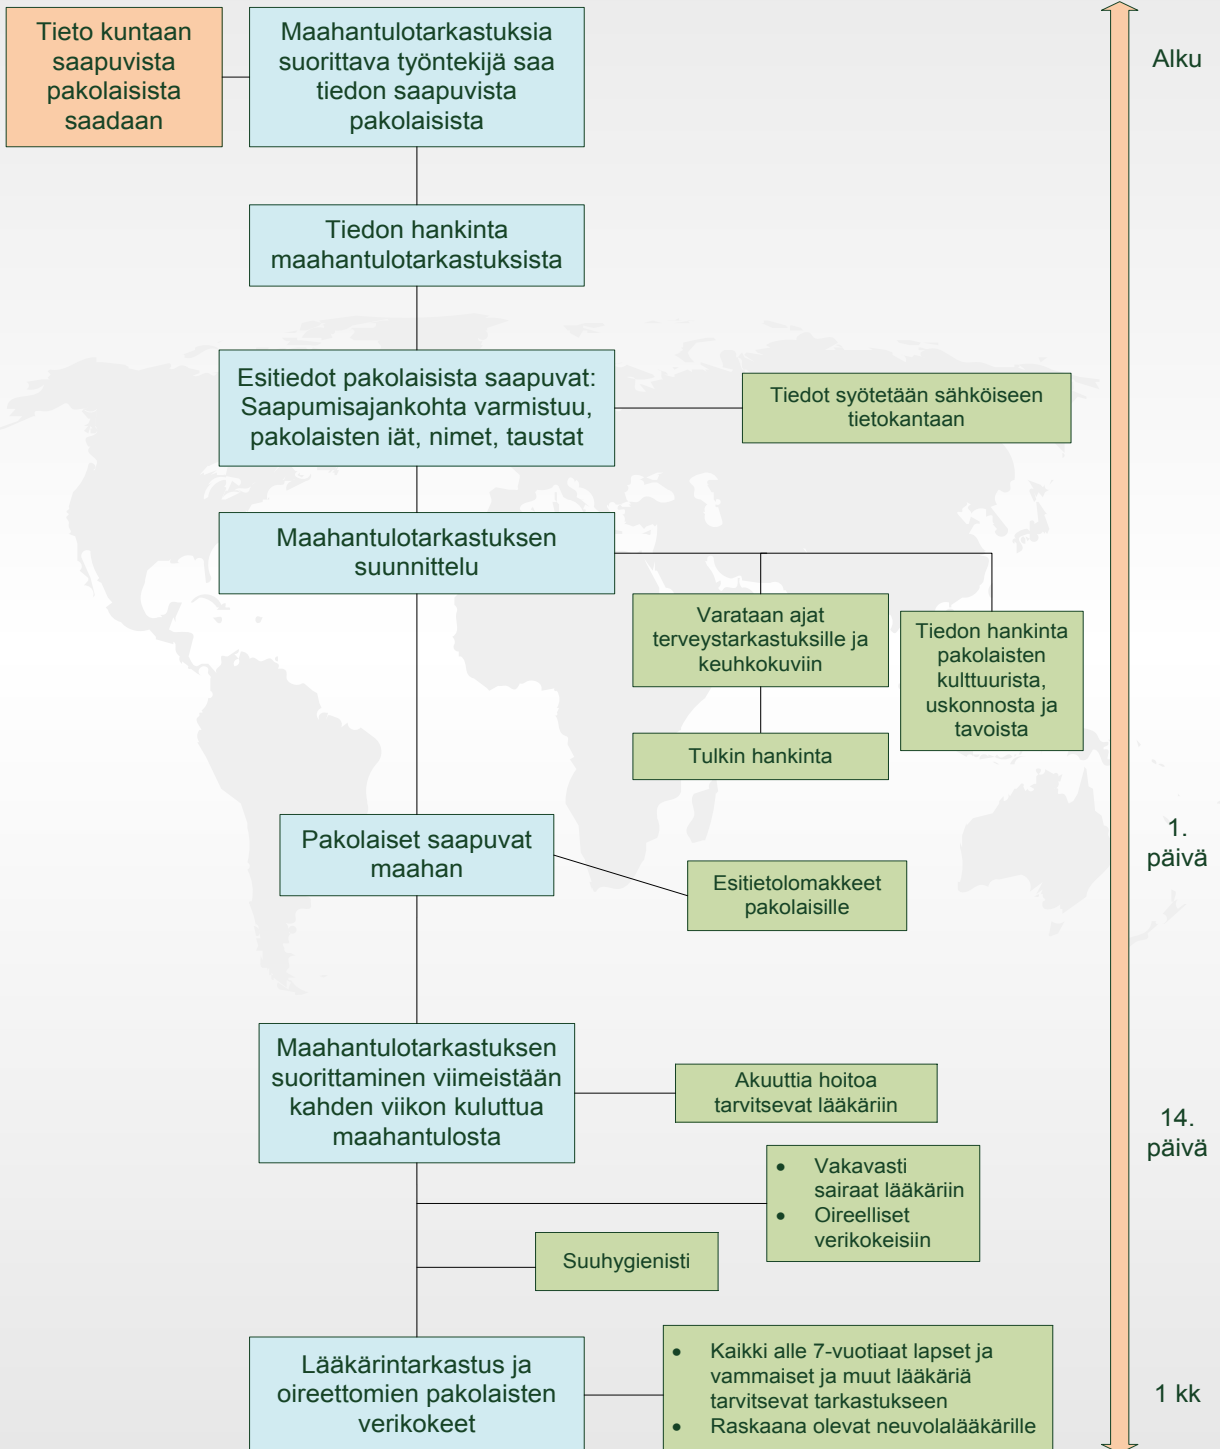 Tieto kuntaan
saapuvista
pakolaisista
saadaan
Maahantulotarkastuksia
suorittava työntekijä saa
tiedon saapuvista
pakolaisista
Alku
Tiedon hankinta
maahantulotarkastuksista
Esitiedot pakolaisista saapuvat:
Saapumisajankohta varmistuu,
pakolaisten iät, nimet, taustat
Tiedot syötetään sähköiseen
tietokantaan
Maahantulotarkastuksen
suunnittelu
Varataan ajat
terveystarkastuksille ja
keuhkokuviin
Tiedon hankinta
pakolaisten
kulttuurista,
uskonnosta ja
tavoista
Tulkin hankinta
Pakolaiset saapuvat
maahan
1.
päivä
Esitietolomakkeet
pakolaisille
Maahantulotarkastuksen
suorittaminen viimeistään
kahden viikon kuluttua
maahantulosta
Akuuttia hoitoa
tarvitsevat lääkäriin
14.
päivä
• Vakavasti
sairaat lääkäriin
• Oireelliset
verikokeisiin
Suuhygienisti
Lääkärintarkastus ja
oireettomien pakolaisten
verikokeet
• Kaikki alle 7-vuotiaat lapset ja
vammaiset ja muut lääkäriä
tarvitsevat tarkastukseen
• Raskaana olevat neuvolalääkärille
1 kk